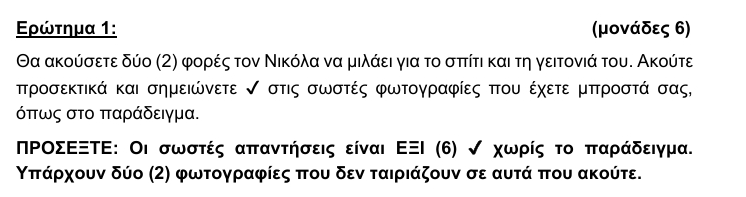 Ερώτημα 1: (μονάδες 6)
Θα ακούσετε δύο (2) φορές τον Νικόλα να μιλάει για το σπίτι και τη γειτονιά του. Ακούτε
προσεκτικά και σημειώνετε ✓ στις σωστές φωτογραφίες που έχετε μπροστά σας,
όπως στο παράδειγμα.
ΠΡΟΣΕΞΤΕ: Οι σωστές απαντήσεις είναι ΕΞΙ (6) ✓ χωρίς το παράδειγμα.
Υπάρχουν δύο (2) φωτογραφίες που δεν ταιριάζουν σε αυτά που ακούτε.